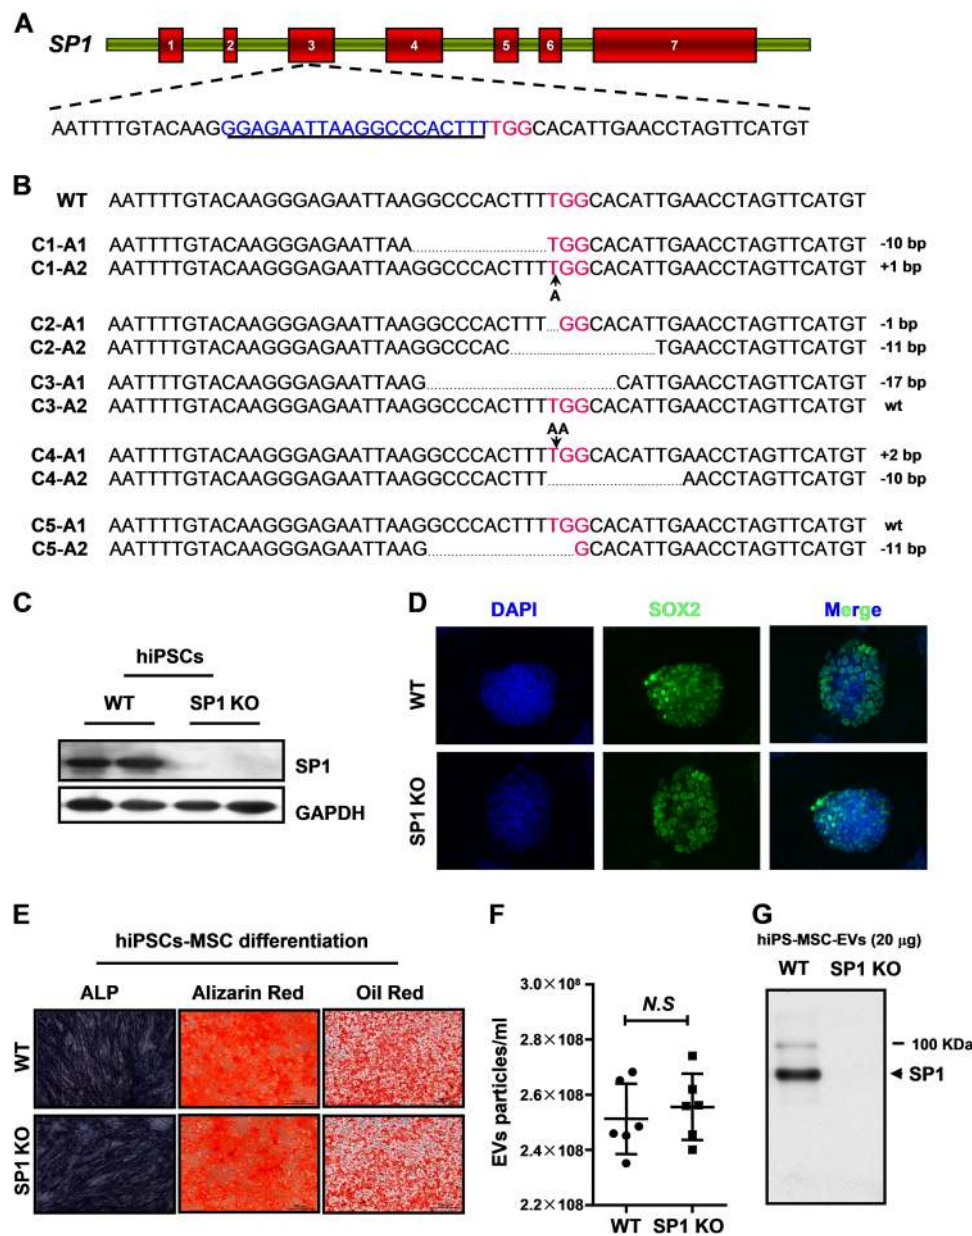 A
SP1
1 2 3 4 5 6 7
AATTTTGTACAAGGGAGAATTAAGGCCCACTTTTGGCACATTGAACCTAGTTCATGT
B
WT AATTTTGTACAAGGGAGAATTAAGGCCCACTTTTGGCACATTGAACCTAGTTCATGT
C1-A1 AATTTTGTACAAGGGAGAATTAA..........TGGCACATTGAACCTAGTTCATGT -10 bp
C1-A2 AATTTTGTACAAGGGAGAATTAAGGCCCACTTTTGGCACATTGAACCTAGTTCATGT +1 bp
A
C2-A1 AATTTTGTACAAGGGAGAATTAAGGCCCACTTT....GGCACATTGAACCTAGTTCATGT -1 bp
C2-A2 AATTTTGTACAAGGGAGAATTAAGGCCCAC...........TGAACCTAGTTCATGT -11 bp
C3-A1 AATTTTGTACAAGGGAGAATTAAG.................CATTGAACCTAGTTCATGT -17 bp
C3-A2 AATTTTGTACAAGGGAGAATTAAGGCCCACTTTTGGCACATTGAACCTAGTTCATGT wt
AA
C4-A1 AATTTTGTACAAGGGAGAATTAAGGCCCACTTTTGGCACATTGAACCTAGTTCATGT +2 bp
C4-A2 AATTTTGTACAAGGGAGAATTAAGGCCCACTTT..........AACCTAGTTCATGT -10 bp
C5-A1 AATTTTGTACAAGGGAGAATTAAGGCCCACTTTTGGCACATTGAACCTAGTTCATGT wt
C5-A2 AATTTTGTACAAGGGAGAATTAAG...........GCACATTGAACCTAGTTCATGT -11 bp
C
hiPSCs
WT SP1 KO
SP1
GAPDH
D
DAPI SOX2 Merge
WT
SP1 KO
E
hiPSCs-MSC differentiation
ALP Alizarin Red Oil Red
WT
SP1 KO
F
EVs particles/ml
3.0×10⁸
2.8×10⁸
2.6×10⁸
2.4×10⁸
2.2×10⁸
N.S
WT SP1 KO
G
hiPS-MSC-EVs (20 µg)
WT SP1 KO
100 KDa
SP1